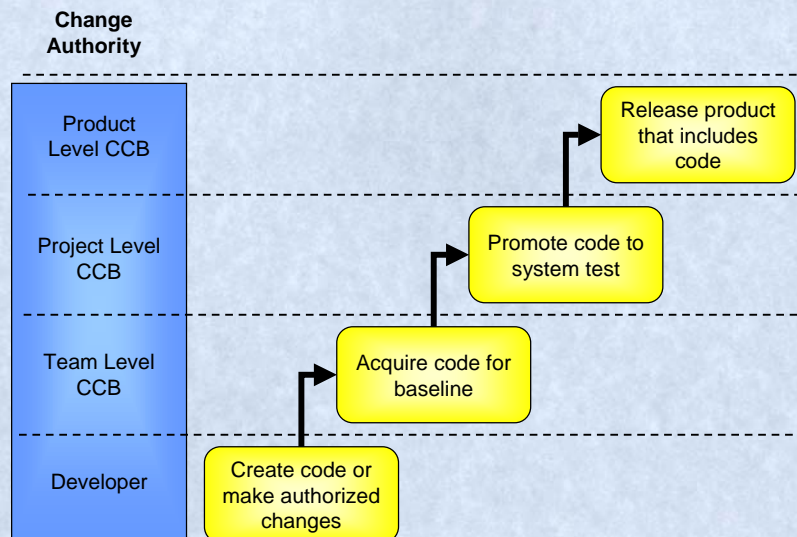 Change
Authority
Product
Level CCB
Release product
that includes
code
Project Level
CCB
Promote code to
system test
Team Level
CCB
Acquire code for
baseline
Developer
Create code or
make authorized
changes